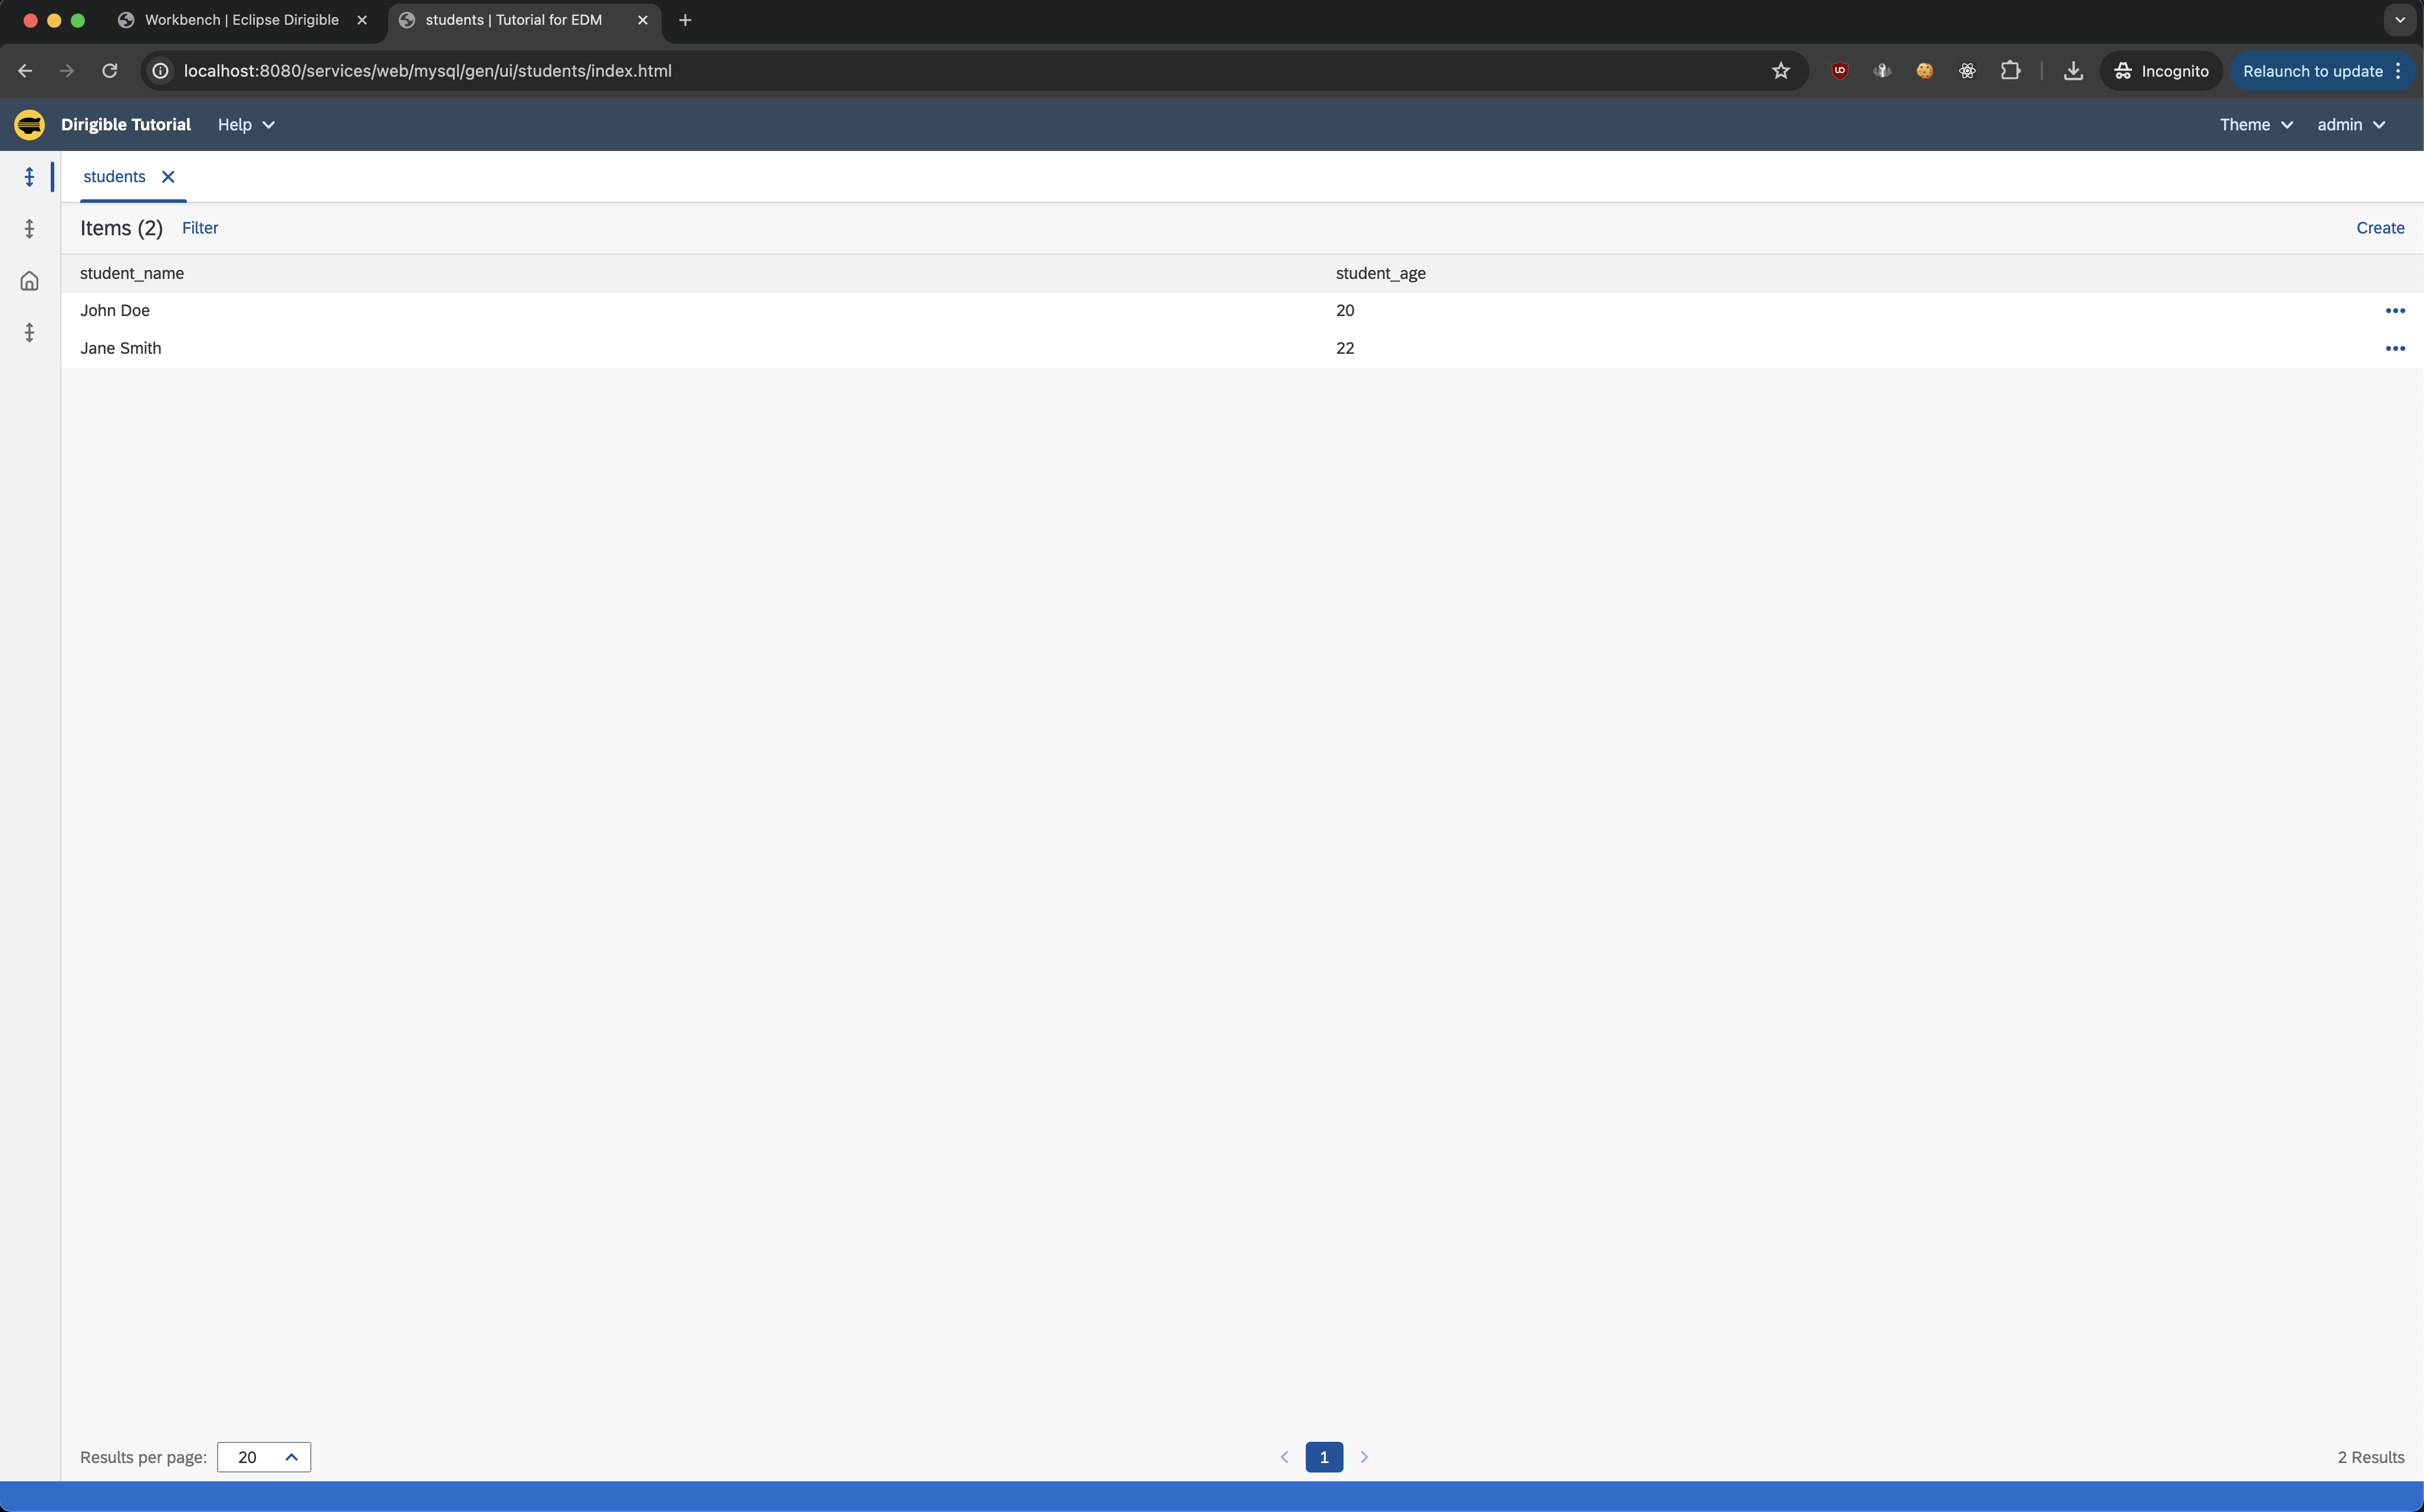 Workbench | Eclipse Dirigible
students | Tutorial for EDM
localhost:8080/services/web/mysql/gen/ui/students/index.html
Incognito
Relaunch to update
Dirigible Tutorial
Help
Theme
admin
students
Items (2)
Filter
Create
student_name student_age
John Doe 20
Jane Smith 22
Results per page: 20
1
2 Results